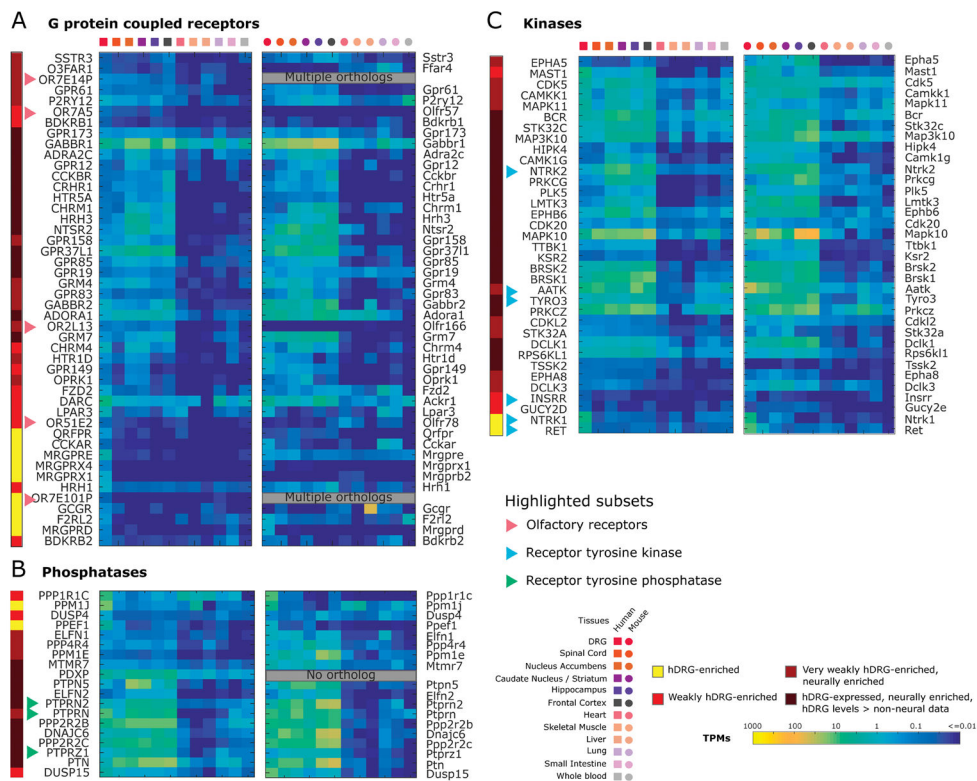 A G protein coupled receptors
SSTR3
O3FAR1
OR7E14P
GPR61
P2RY12
OR7A5
BDKRB1
GPR173
GABBR1
ADRA2C
GPR12
CCKBR
CRHR1
HTR5A
CHRM1
HRH3
NTSR2
GPR158
GPR37L1
GPR85
GPR19
GRM4
GPR83
GABBR2
ADORA1
OR2L13
GRM7
CHRM4
HTR1D
GPR149
OPRK1
FZD2
DARC
LPAR3
OR51E2
QRFPR
CCKAR
MRGPRE
MRGPRX4
MRGPRX1
HRH1
OR7E101P
GCGR
F2RL2
MRGPRD
BDKRB2
Multiple orthologs
Multiple orthologs
Sstr3
Ffar4
Gpr61
P2ry12
Olfr57
Bdkrb1
Gpr173
Gabbr1
Adra2c
Gpr12
Cckbr
Crhr1
Htr5a
Chrm1
Hrh3
Ntsr2
Gpr158
Gpr37l1
Gpr85
Gpr19
Grm4
Gpr83
Gabbr2
Adora1
Olfr166
Grm7
Chrm4
Htr1d
Gpr149
Oprk1
Fzd2
Ackr1
Lpar3
Olfr78
Qrfpr
Cckar
Mrgpre
Mrgprx1
Mrgprb2
Hrh1
Gcgr
F2rl2
Mrgprd
Bdkrb2
B Phosphatases
PPP1R1C
PPM1J
DUSP4
PPEF1
ELFN1
PPP4R4
PPM1E
MTMR7
PDXP
PTPN5
ELFN2
PTPRN2
PTPRN
PPP2R2B
DNAJC6
PPP2R2C
PTPRZ1
PTN
DUSP15
No ortholog
Ppp1r1c
Ppm1j
Dusp4
Ppef1
Elfn1
Ppp4r4
Ppm1e
Mtmr7
Ptpn5
Elfn2
Ptprn2
Ptprn
Ppp2r2b
Dnajc6
Ppp2r2c
Ptprz1
Ptn
Dusp15
C Kinases
EPHA5
MAST1
CDK5
CAMKK1
MAPK11
BCR
STK32C
MAP3K10
HIPK4
CAMK1G
NTRK2
PRKCG
PLK5
LMTK3
EPHB6
CDK20
MAPK10
TTBK1
KSR2
BRSK2
BRSK1
AATK
TYRO3
PRKCZ
CDKL2
STK32A
DCLK1
RPS6KL1
TSSK2
EPHA8
DCLK3
INSRR
GUCY2D
NTRK1
RET
Epha5
Mast1
Cdk5
Camkk1
Mapk11
Bcr
Stk32c
Map3k10
Hipk4
Camk1g
Ntrk2
Prkcg
Plk5
Lmtk3
Ephb6
Cdk20
Mapk10
Ttbk1
Ksr2
Brsk2
Brsk1
Aatk
Tyro3
Prkcz
Cdkl2
Stk32a
Dclk1
Rps6kl1
Tssk2
Epha8
Dclk3
Insrr
Gucy2e
Ntrk1
Ret
Highlighted subsets
Olfactory receptors
Receptor tyrosine kinase
Receptor tyrosine phosphatase
Tissues Human Mouse
DRG
Spinal Cord
Nucleus Accumbens
Caudate Nucleus / Striatum
Hippocampus
Frontal Cortex
Heart
Skeletal Muscle
Liver
Lung
Small Intestine
Whole blood
hDRG-enriched
Weakly hDRG-enriched
Very weakly hDRG-enriched,
neurally enriched
hDRG-expressed, neurally enriched,
hDRG levels > non-neural data
TPMs
1000 100 10 1 0.1 <=0.01